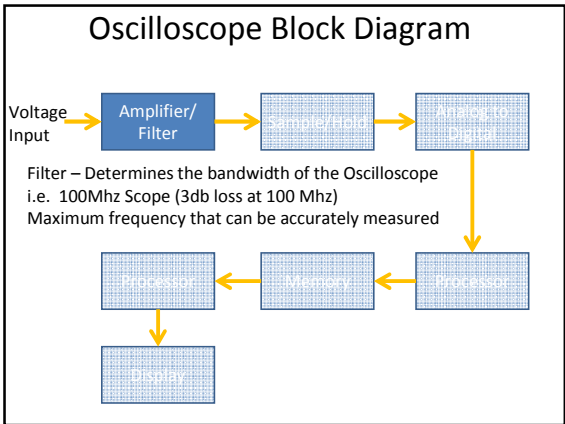 Oscilloscope Block Diagram
Voltage
Input
Amplifier/
Filter
Sample/Hold
Analog to
Digital
Filter – Determines the bandwidth of the Oscilloscope
i.e. 100Mhz Scope (3db loss at 100 Mhz)
Maximum frequency that can be accurately measured
Processor
Memory
Processor
Display